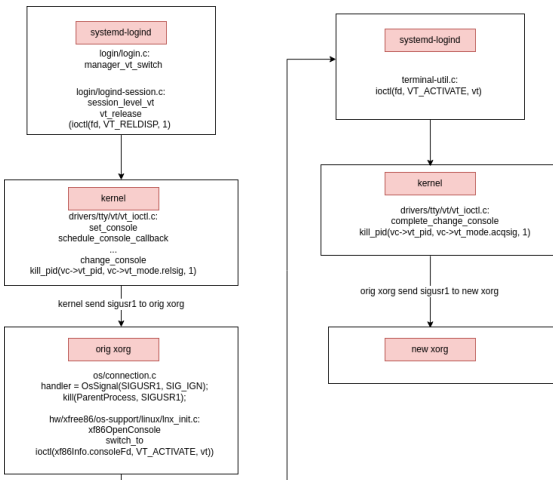 systemd-logind
login/login.c:
manager_vt_switch
login/logind-session.c:
session_level_vt
vt_release
(ioctl(fd, VT_RELDISP, 1)
kernel
drivers/tty/vt/vt_ioctl.c:
set_console
schedule_console_callback
...
change_console
kill_pid(vc->vt_pid, vc->vt_mode.relsig, 1)
kernel send sigusr1 to orig xorg
orig xorg
os/connection.c
handler = OsSignal(SIGUSR1, SIG_IGN);
kill(ParentProcess, SIGUSR1);
hw/xfree86/os-support/linux/lnx_init.c:
xf86OpenConsole
switch_to
ioctl(xf86Info.consoleFd, VT_ACTIVATE, vt))
systemd-logind
terminal-util.c:
ioctl(fd, VT_ACTIVATE, vt)
kernel
drivers/tty/vt/vt_ioctl.c:
complete_change_console
kill_pid(vc->vt_pid, vc->vt_mode.acqsig, 1)
orig xorg send sigusr1 to new xorg
new xorg